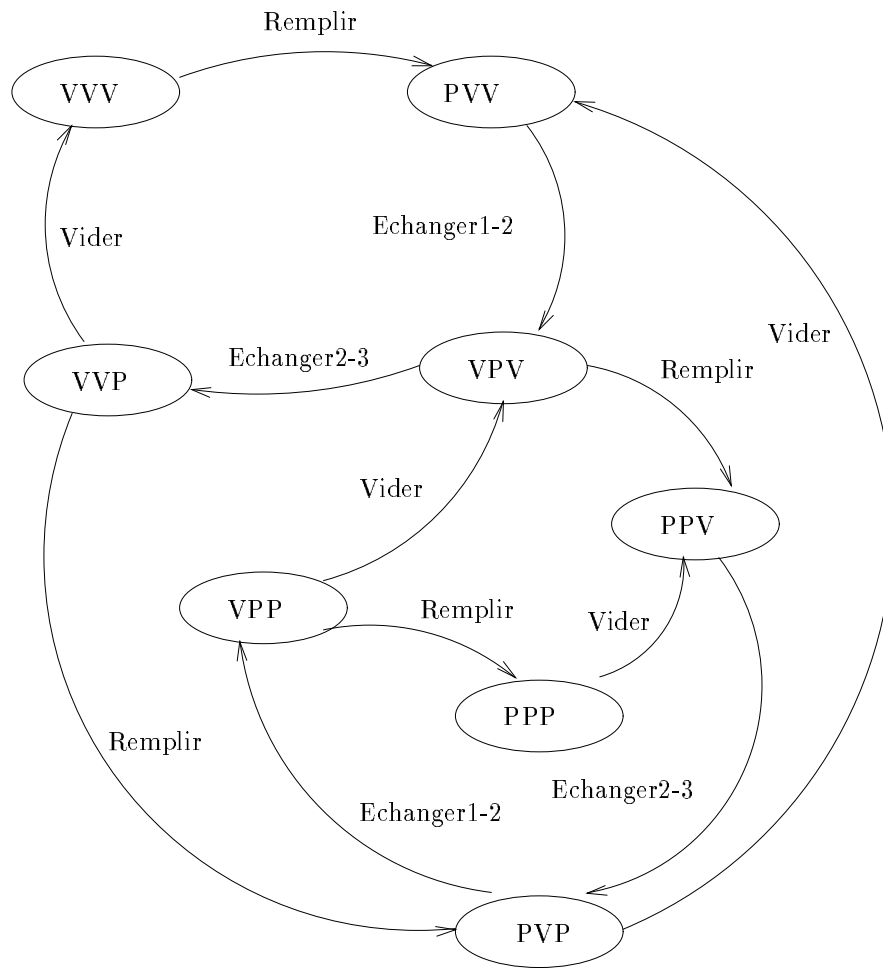 Remplir
VVV
PVV
Echanger1-2
Vider
Vider
Echanger2-3
VPV
Remplir
VVP
Vider
PPV
VPP
Remplir
Vider
PPP
Remplir
Echanger2-3
Echanger1-2
PVP